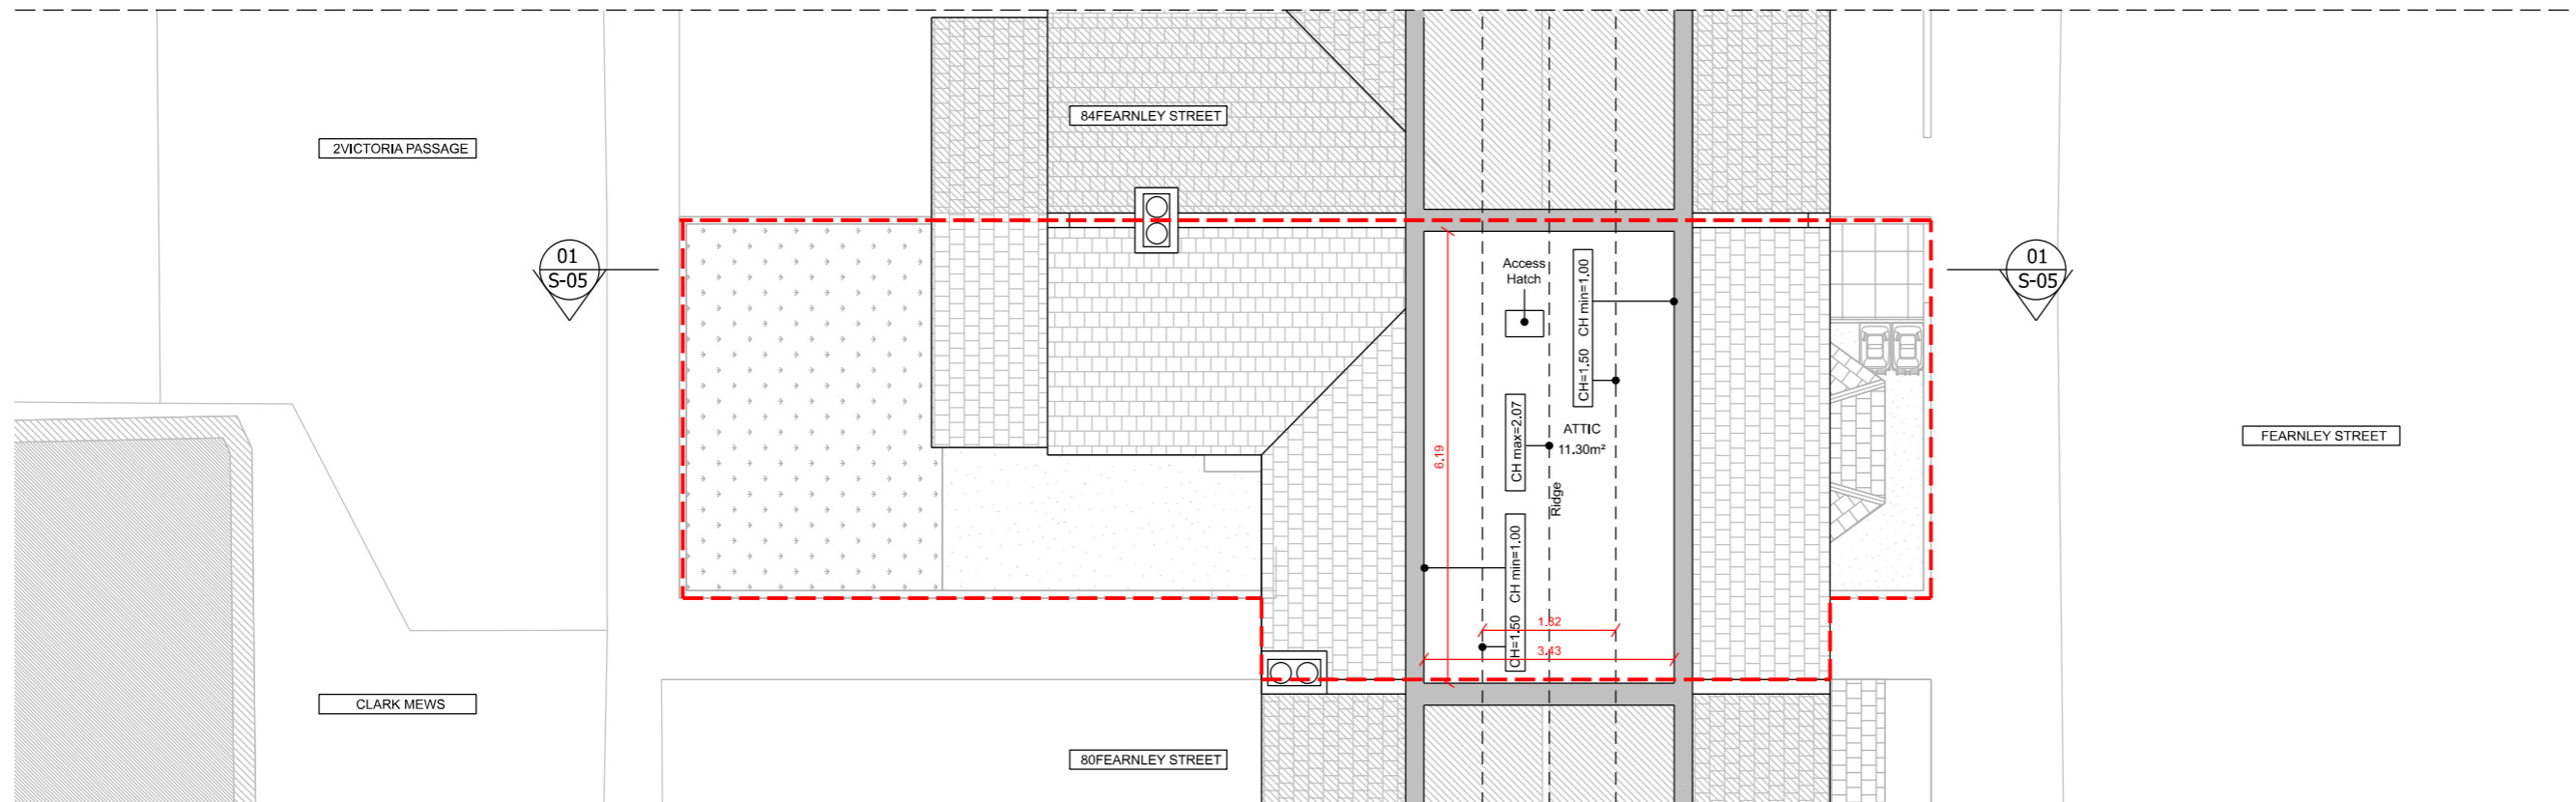 84FEARNLEY STREET
2VICTORIA PASSAGE
01
S-05
Access
Hatch
CH=1.50 CH min=1.00
01
S-05
CH max=2.07
ATTIC
11.30m²
6.19
FEARNLEY STREET
Ridge
CH=1.50 CH min=1.00
1.82
3.43
CLARK MEWS
80FEARNLEY STREET